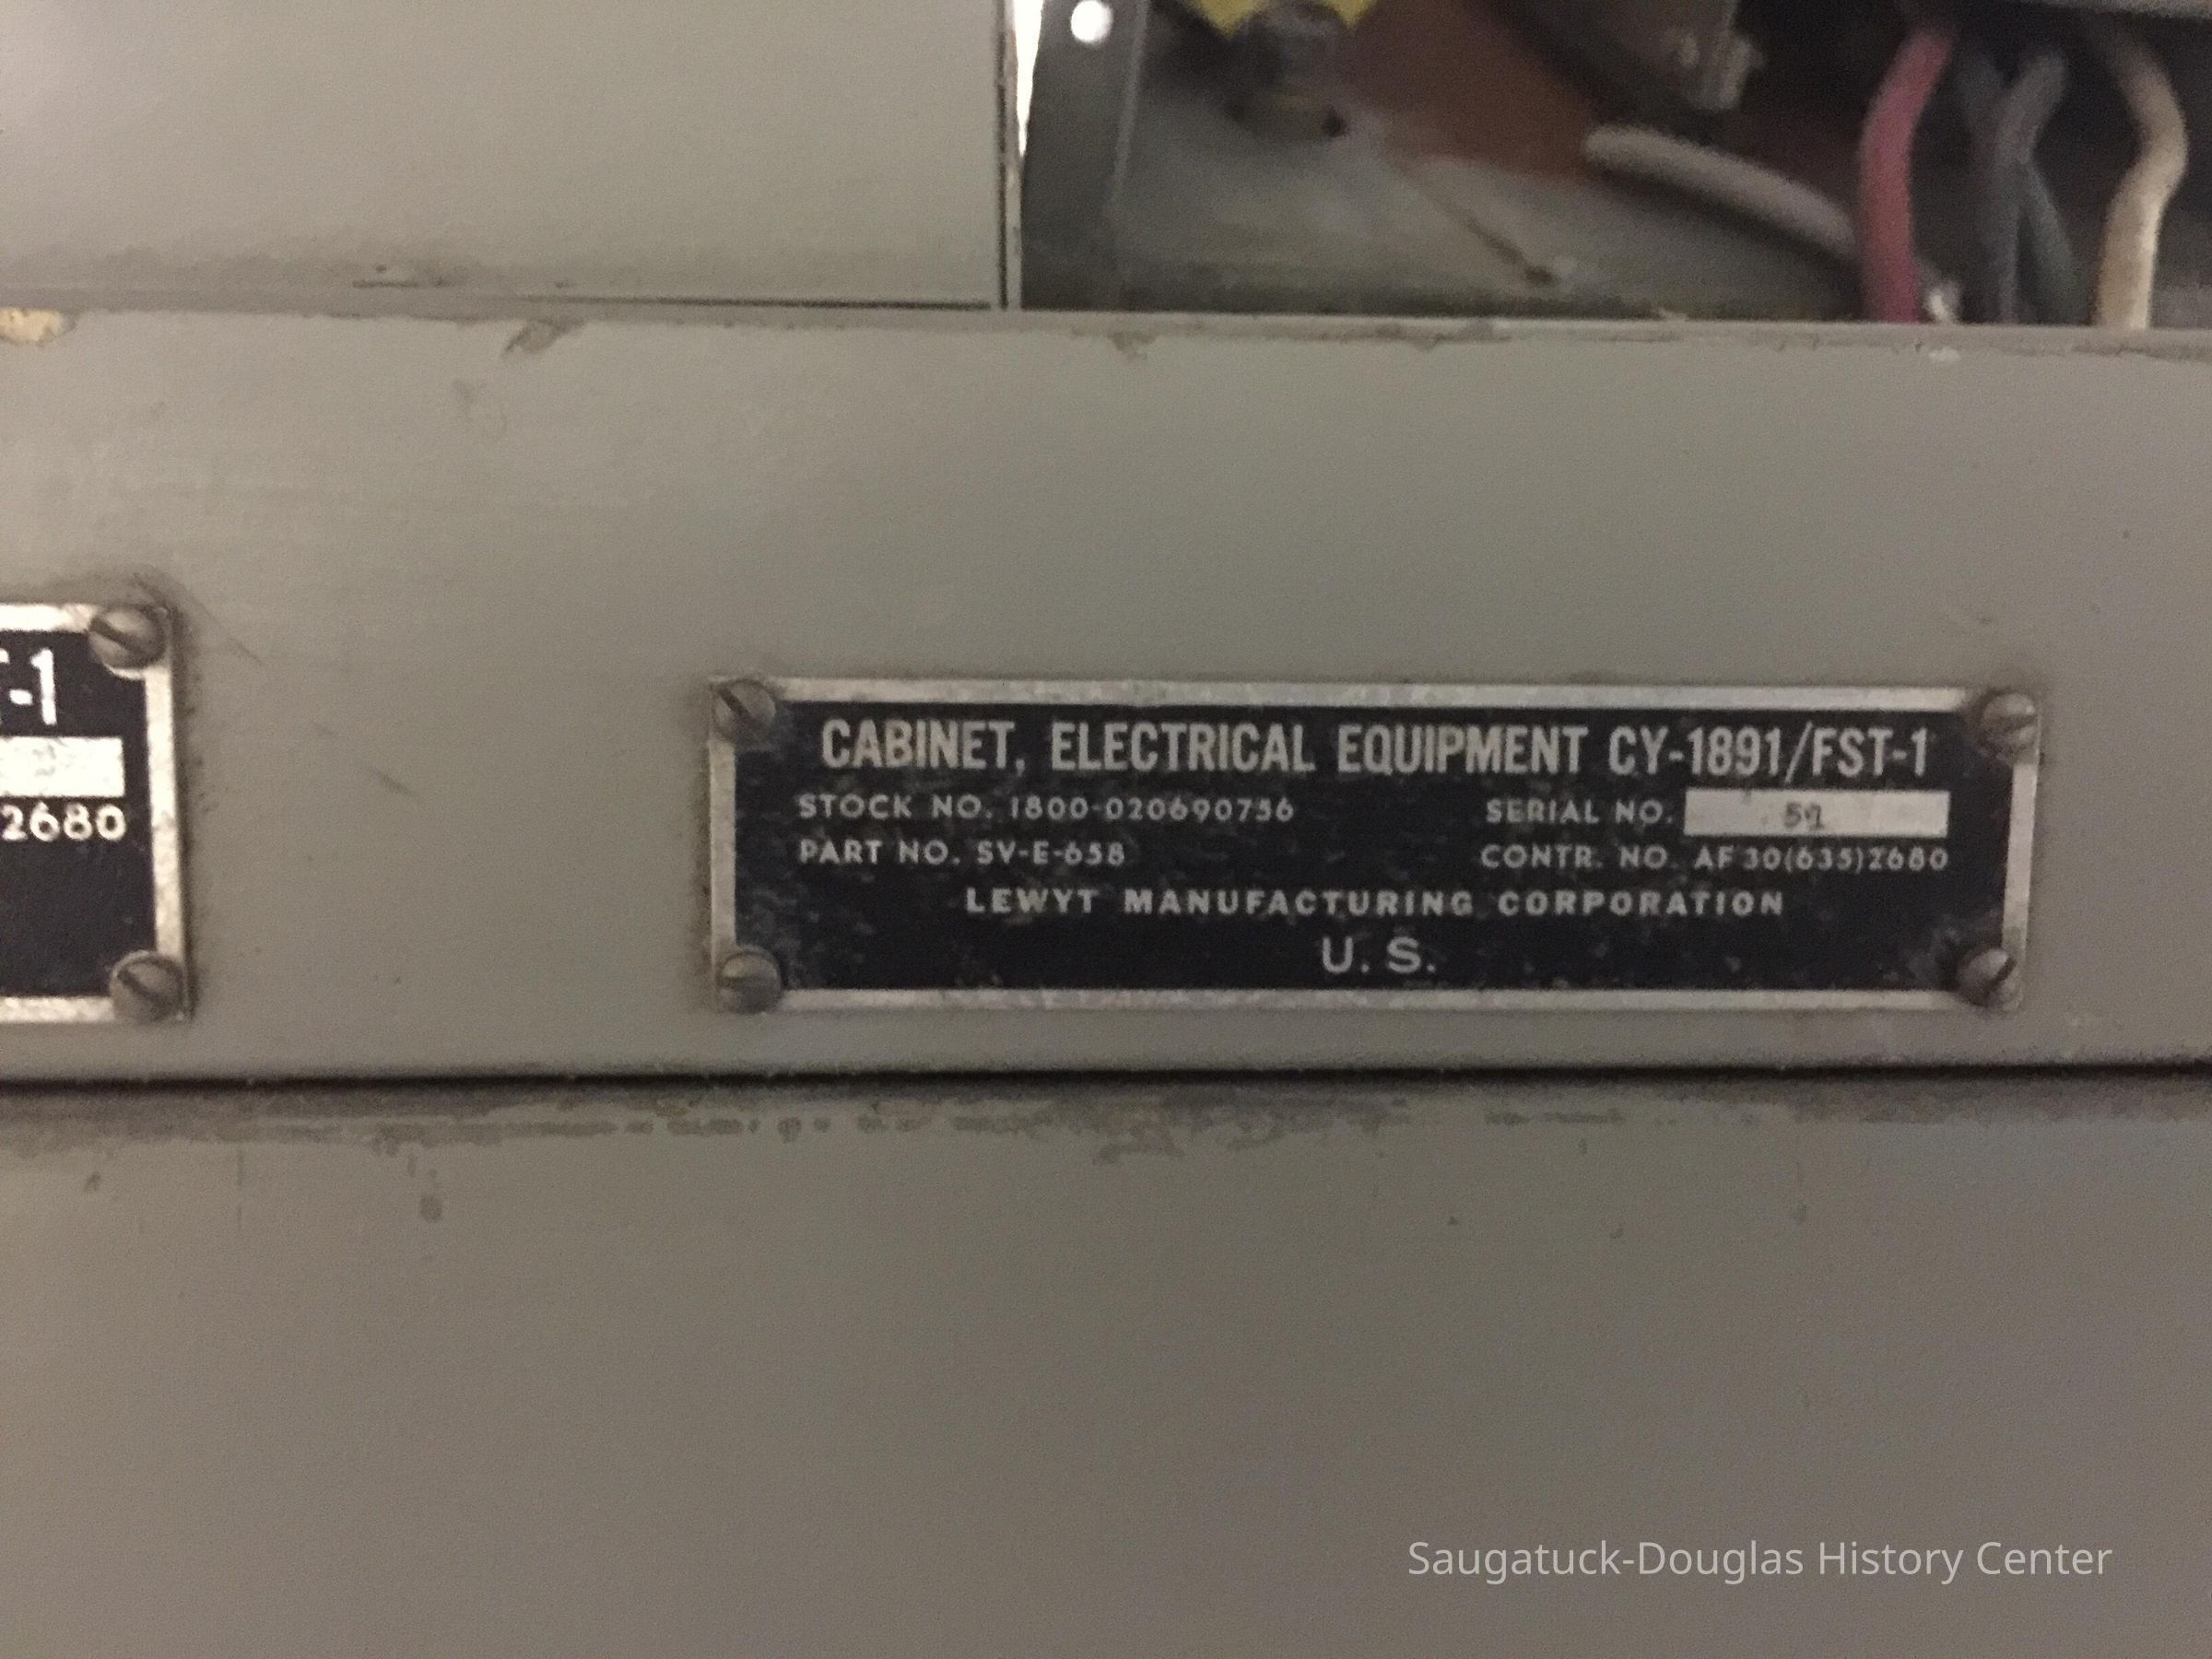 -1
2680
CABINET, ELECTRICAL EQUIPMENT CY-1891/FST-1
STOCK NO. 1800-020690756 SERIAL NO.
PART NO. SV-E-658 CONTR. NO. AF 30(635)2680
LEWYT MANUFACTURING CORPORATION
U. S.
Saugatuck-Douglas History Center